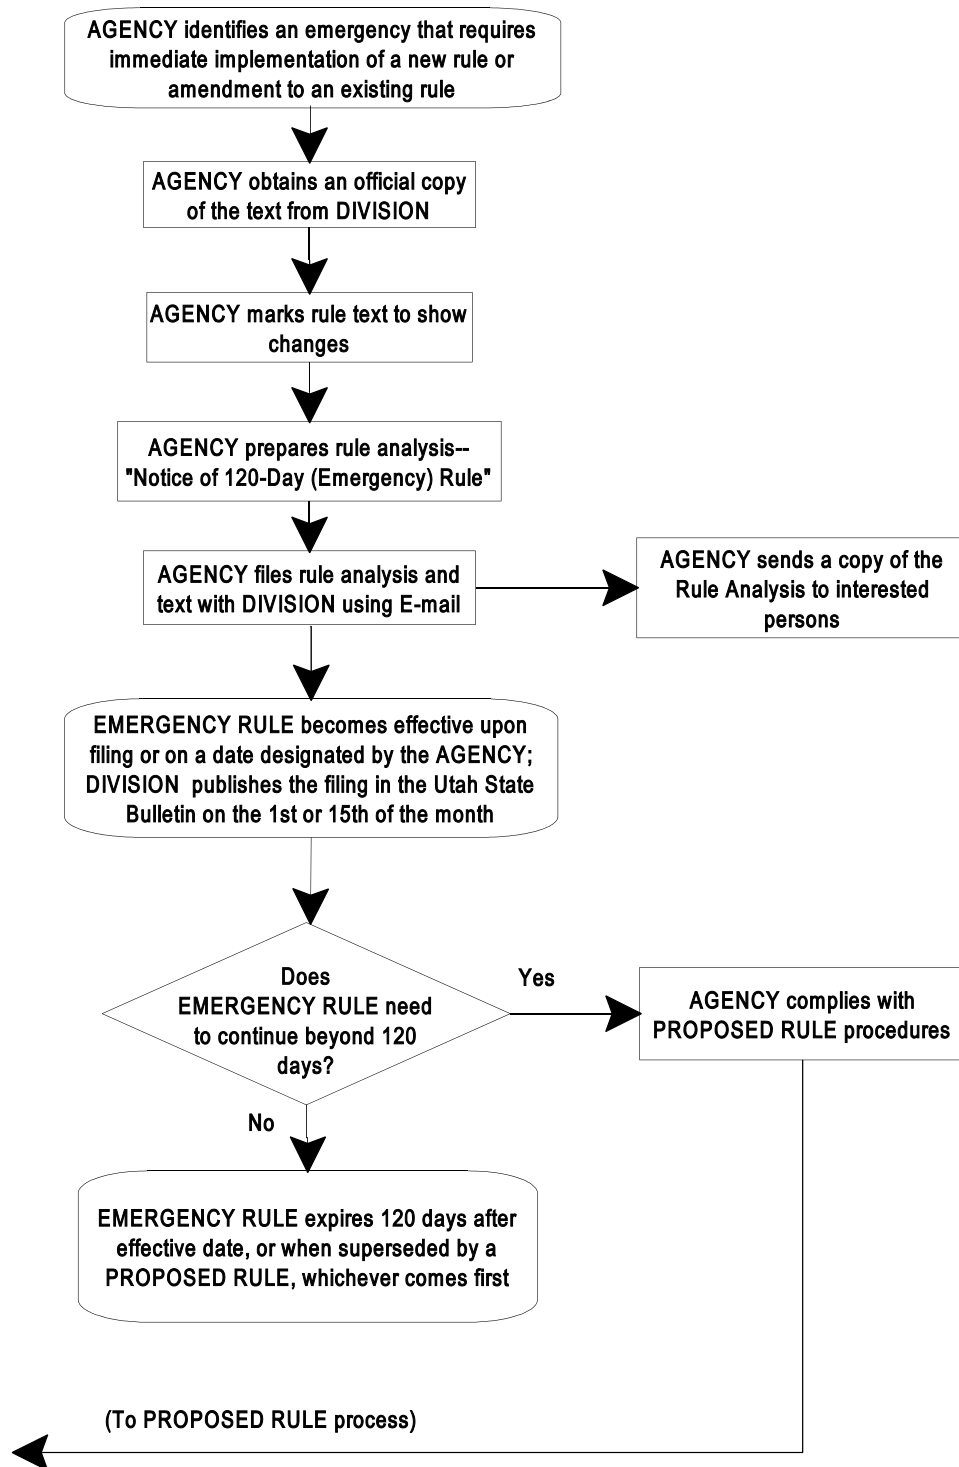 AGENCY identifies an emergency that requires
immediate implementation of a new rule or
amendment to an existing rule
AGENCY obtains an official copy
of the text from DIVISION
AGENCY marks rule text to show
changes
AGENCY prepares rule analysis--
"Notice of 120-Day (Emergency) Rule"
AGENCY files rule analysis and
text with DIVISION using E-mail
AGENCY sends a copy of the
Rule Analysis to interested
persons
EMERGENCY RULE becomes effective upon
filing or on a date designated by the AGENCY;
DIVISION publishes the filing in the Utah State
Bulletin on the 1st or 15th of the month
Does
EMERGENCY RULE need
to continue beyond 120
days?
Yes
AGENCY complies with
PROPOSED RULE procedures
No
EMERGENCY RULE expires 120 days after
effective date, or when superseded by a
PROPOSED RULE, whichever comes first
(To PROPOSED RULE process)